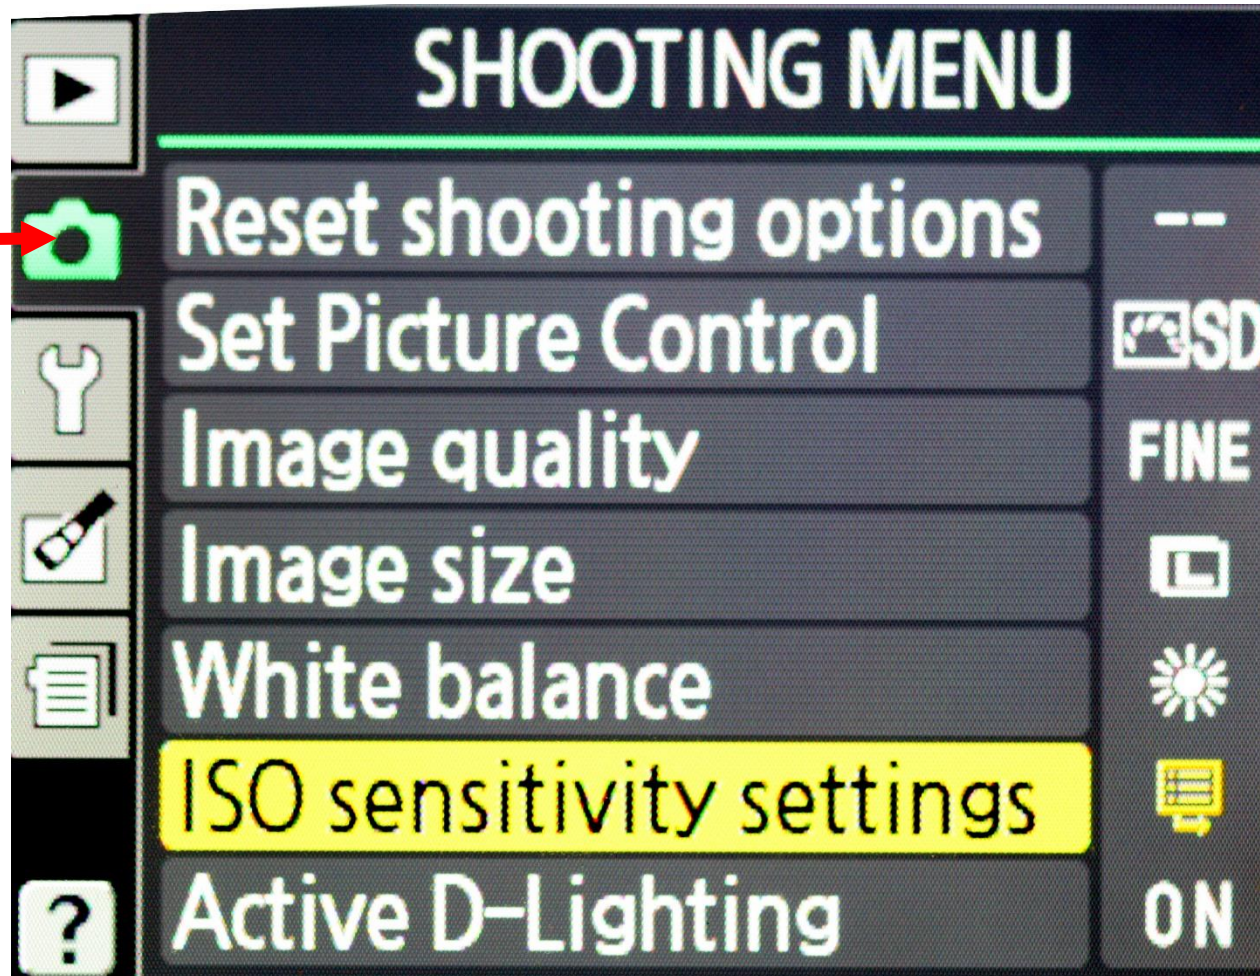 SHOOTING MENU
Reset shooting options --
Set Picture Control SD
Image quality FINE
Image size L
White balance
ISO sensitivity settings
Active D-Lighting ON
?